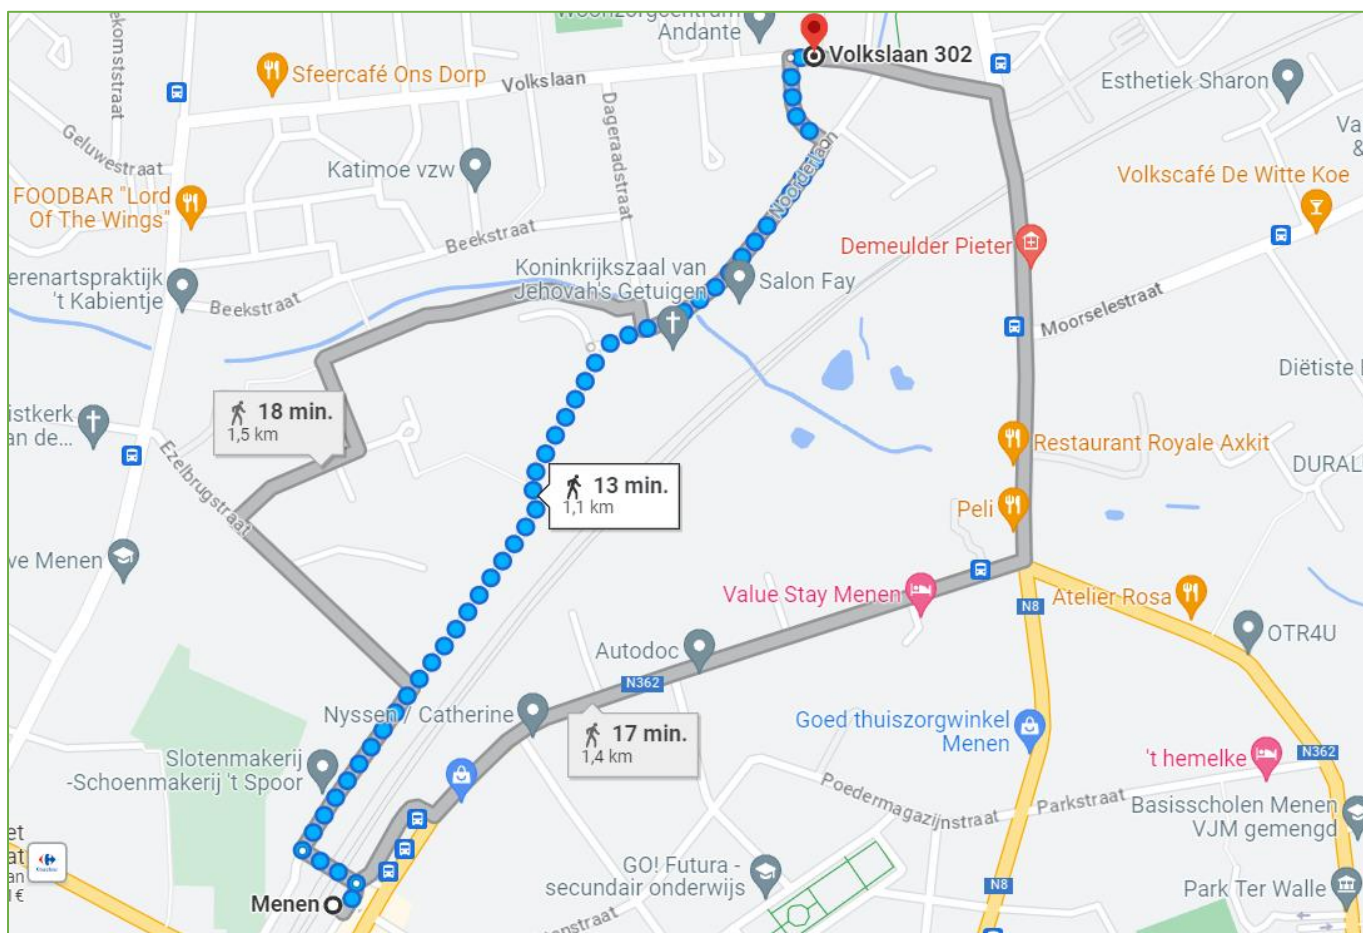 Andante
Volkslaan 302
Sfeercafé Ons Dorp
Volkslaan
Esthetiek Sharon
Geluwestraat
Dageraadstraat
Katimoe vzw
Noorderlaan
Volkscafé De Witte Koe
FOODBAR "Lord
Of The Wings"
Beekstraat
Demeulder Pieter
Koninkrijkszaal van
Jehovah's Getuigen
Salon Fay
erenartspraktijk
't Kabientje
Beekstraat
Moorselestraat
Diëtiste
18 min.
1,5 km
istkerk
an de...
Ezelbrugstraat
Restaurant Royale Axkit
DURAL
13 min.
1,1 km
Peli
ve Menen
Value Stay Menen
N8
Atelier Rosa
OTR4U
Autodoc
N362
Nyssen / Catherine
17 min.
1,4 km
Goed thuiszorgwinkel
Menen
't hemelke
N362
Slotenmakerij
-Schoenmakerij 't Spoor
Poedermagazijnstraat
Parkstraat
Basisscholen Menen
VJM gemengd
et
at
an
1€
GO! Futura -
secundair onderwijs
N8
Park Ter Walle
Menen
nstraat